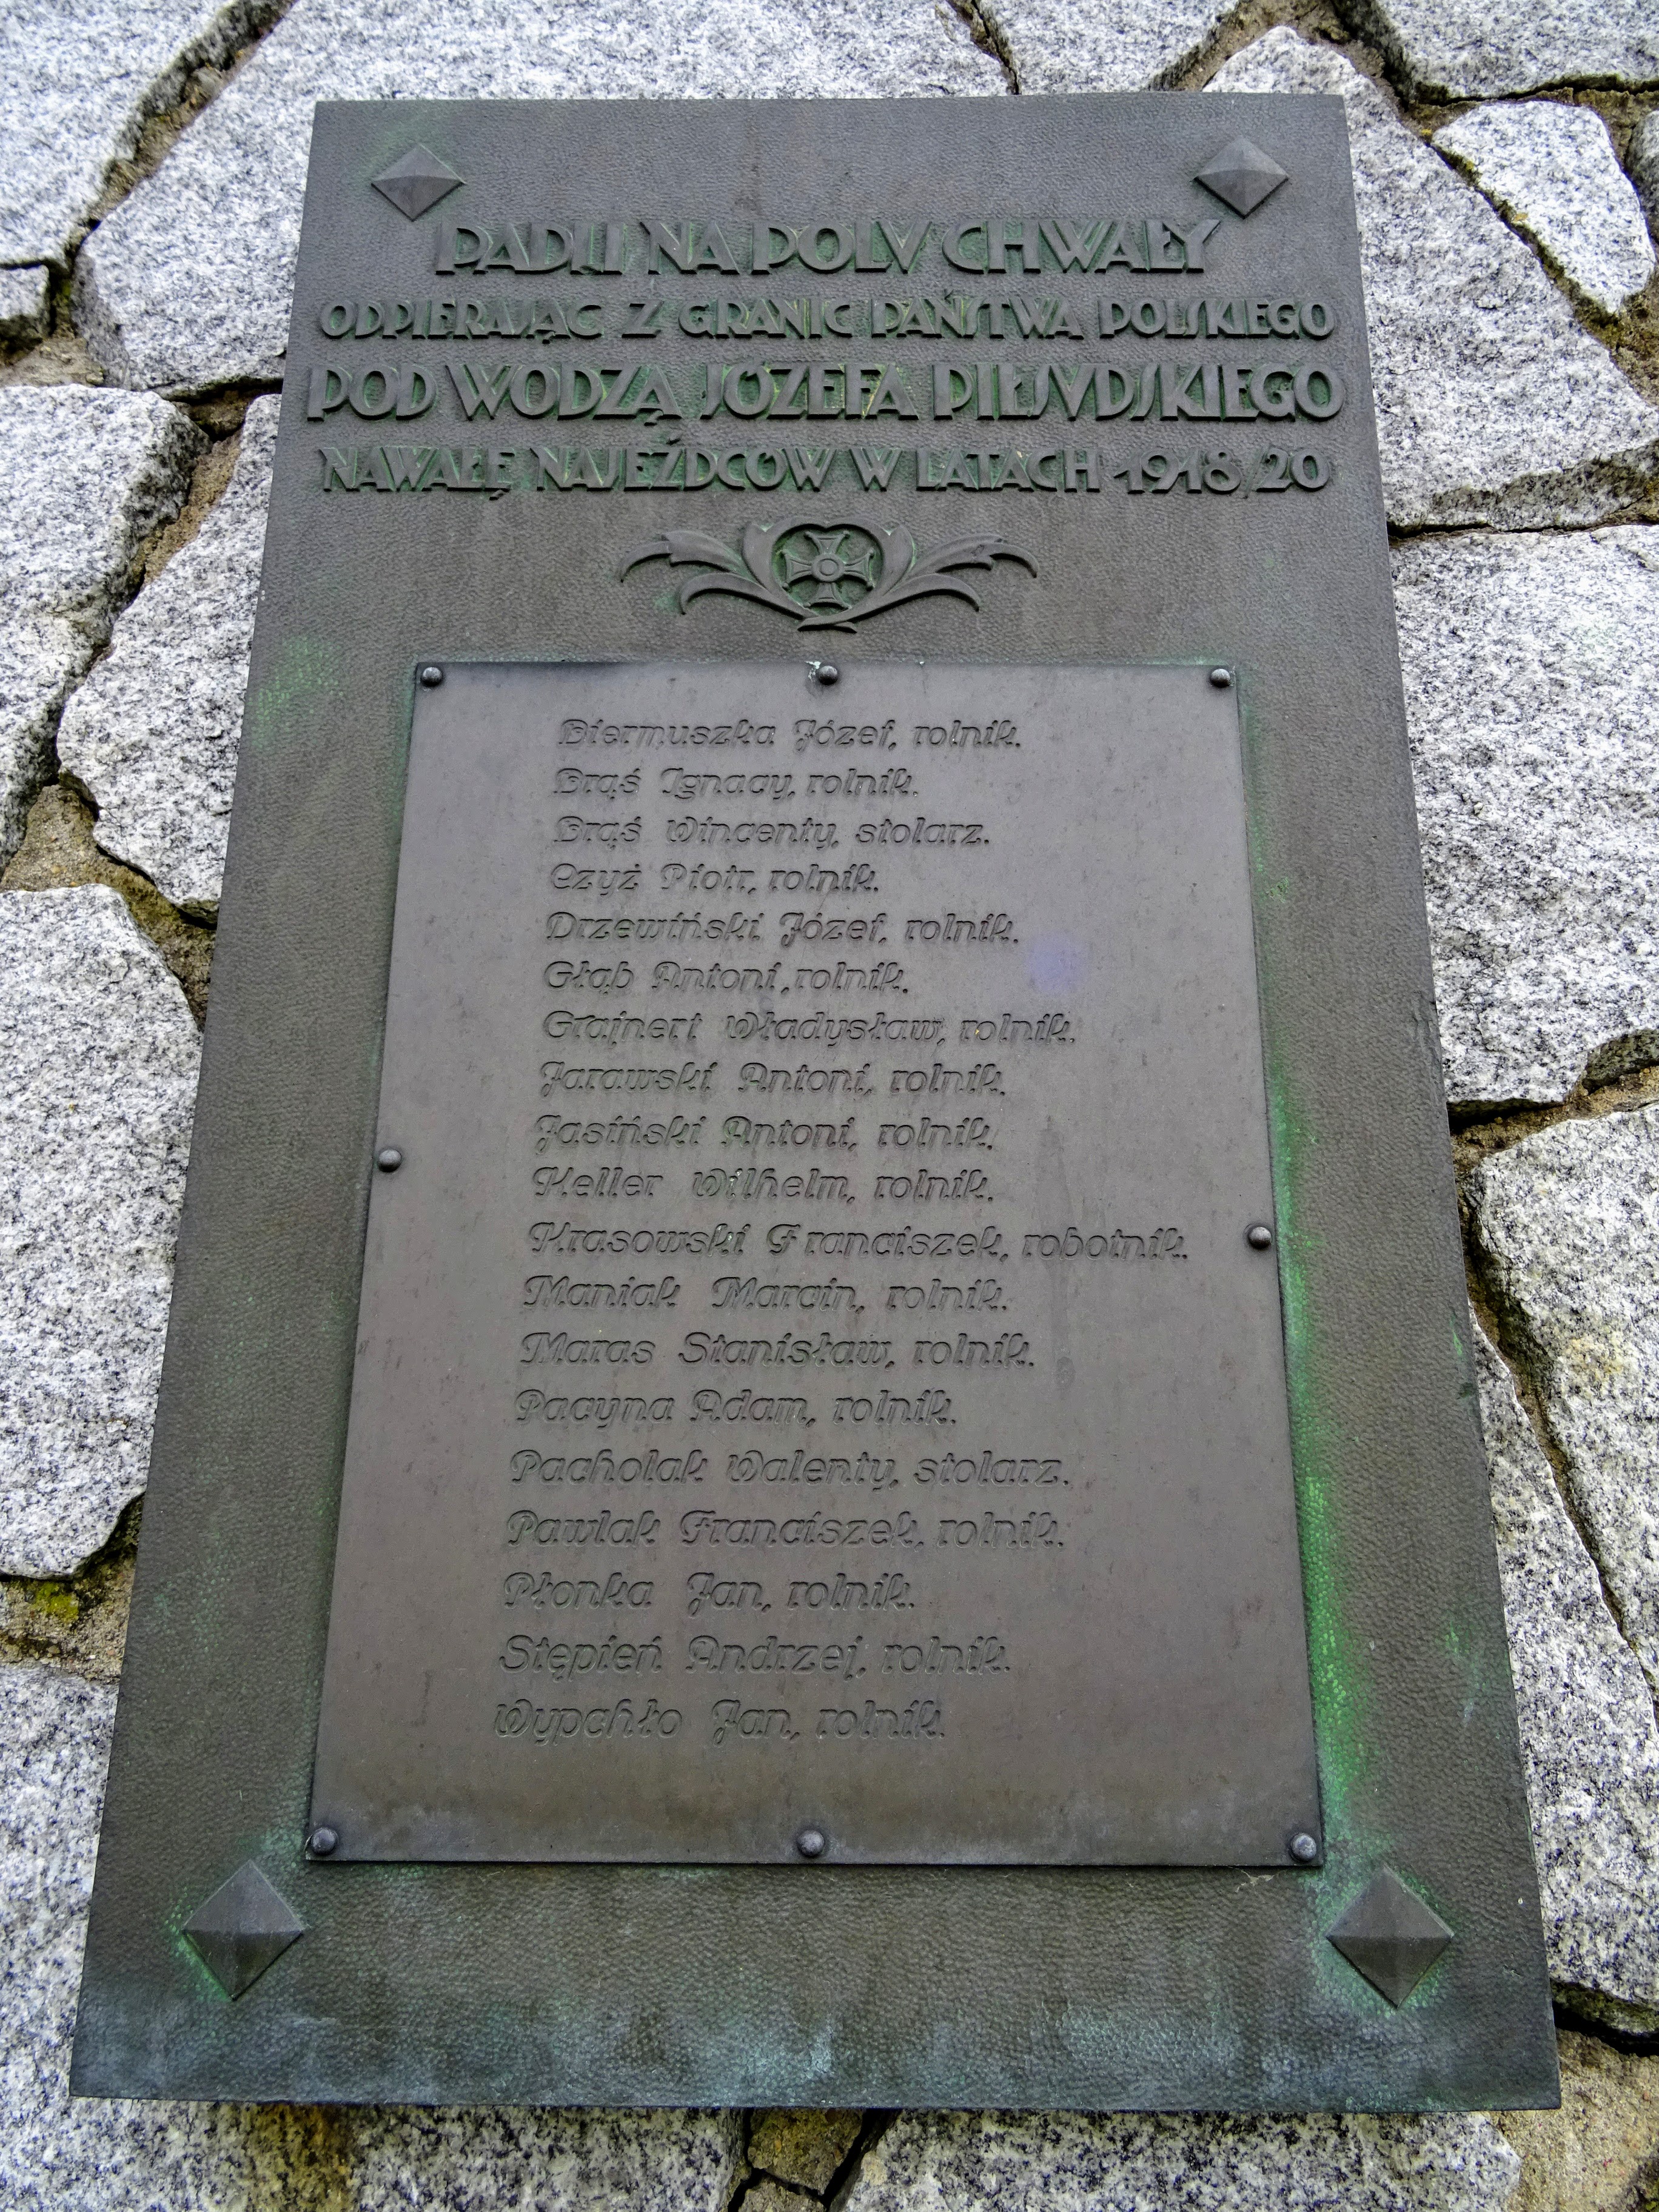 PADLI NA POLU CHWAŁY
ODPIERAJĄC Z GRANIC PAŃSTWA POLSKIEGO
POD WODZĄ JÓZEFA PIŁSUDSKIEGO
NAWAŁĘ NAJEŹDCÓW W LATACH 1918/20
Biermuszka Józef, rolnik.
Brąś Ignacy, rolnik.
Brąś Wincenty, stolarz.
Czyż Piotr, rolnik.
Drzewiński Józef, rolnik.
Głąb Antoni, rolnik.
Grajnert Władysław, rolnik.
Jarawski Antoni, rolnik.
Jasiński Antoni, rolnik.
Keller Wilhelm, rolnik.
Krasowski Franciszek, robotnik.
Maniak Marcin, rolnik.
Maras Stanisław, rolnik.
Pacyna Adam, rolnik.
Pacholak Walenty, stolarz.
Pawlak Franciszek, rolnik.
Płonka Jan, rolnik.
Stępień Andrzej, rolnik.
Wypchło Jan, rolnik.